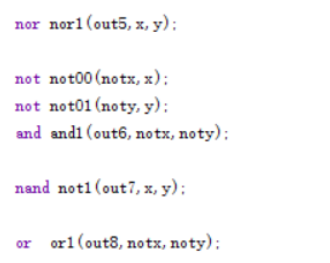 nor nor1(out5, x, y);
not not00(notx, x);
not not01(noty, y);
and and1(out6, notx, noty);
nand not1(out7, x, y);
or or1(out8, notx, noty);